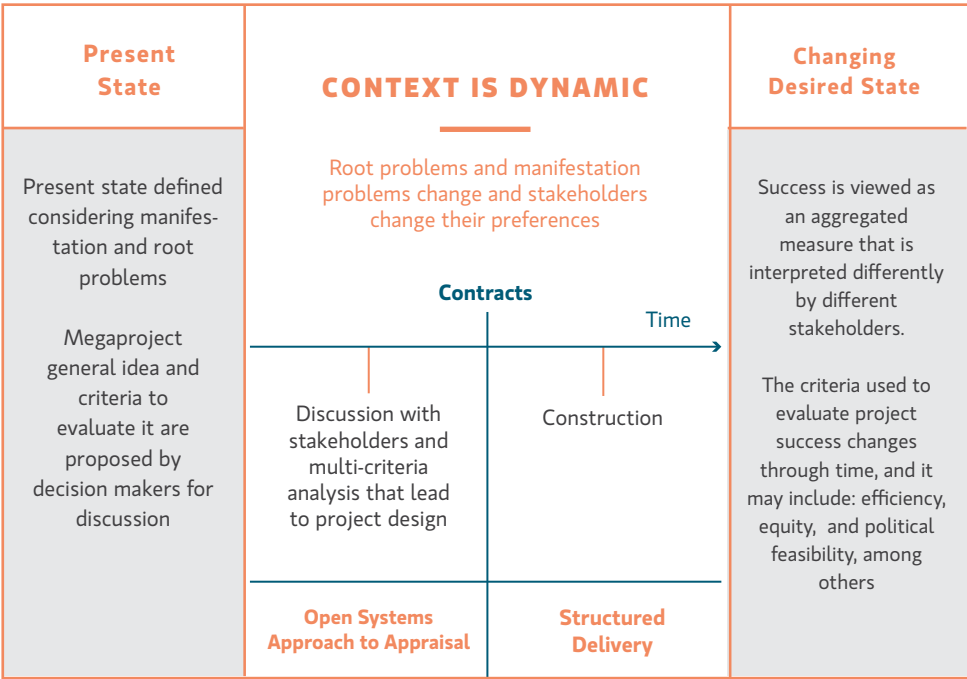 Present
State
Present state defined
considering manifes-
tation and root
problems
Megaproject
general idea and
criteria to
evaluate it are
proposed by
decision makers for
discussion
CONTEXT IS DYNAMIC
Root problems and manifestation
problems change and stakeholders
change their preferences
Contracts
Time
Discussion with
stakeholders and
multi-criteria
analysis that lead
to project design
Construction
Open Systems
Approach to Appraisal
Structured
Delivery
Changing
Desired State
Success is viewed as
an aggregated
measure that is
interpreted differently
by different
stakeholders.
The criteria used to
evaluate project
success changes
through time, and it
may include: efficiency,
equity, and political
feasibility, among
others